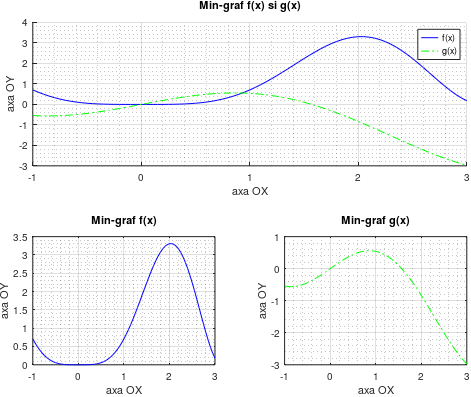 Min-graf f(x) si g(x)
axa OY
4
3
2
1
0
-1
-2
-3
f(x)
g(x)
-1 0 1 2 3
axa OX
Min-graf f(x)
axa OY
3.5
3
2.5
2
1.5
1
0.5
0
-1 0 1 2 3
axa OX
Min-graf g(x)
axa OY
1
0
-1
-2
-3
-1 0 1 2 3
axa OX